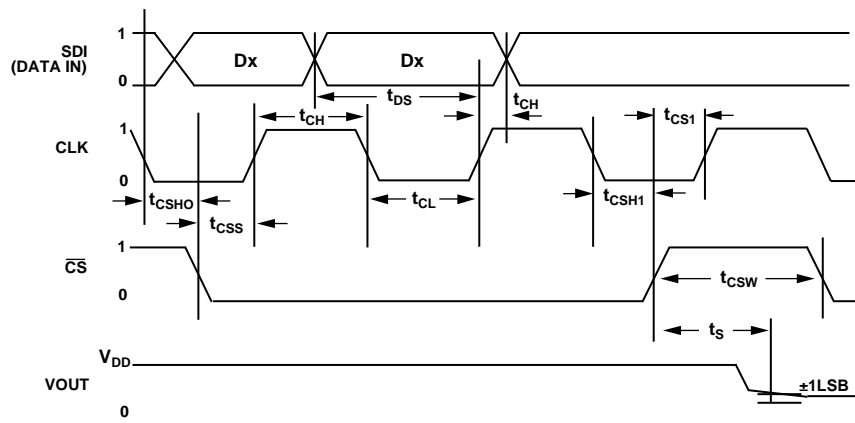 1
SDI
(DATA IN)
Dx
Dx
0
tDS
tCH
tCH
tCS1
1
CLK
0
tCSHO
tCSS
tCL
tCSH1
1
CS
0
tCSW
tS
VDD
VOUT
±1LSB
0